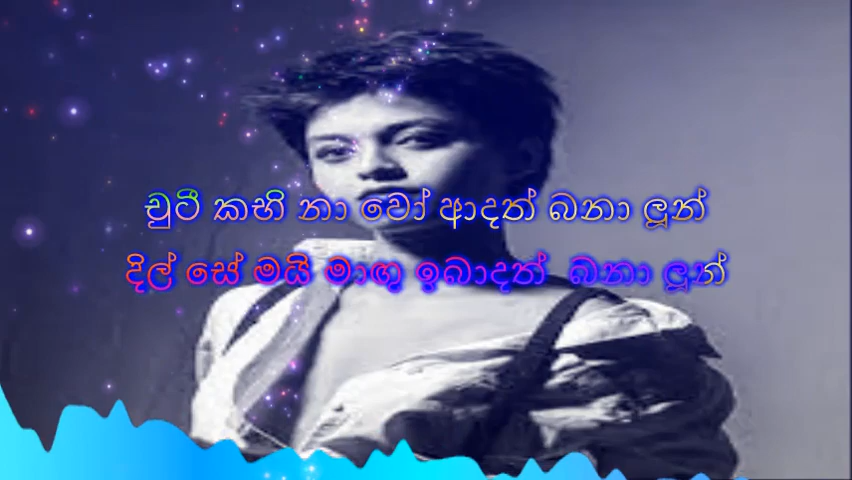 චුටී කභි නා වෝ ආදත් බනා ලූන්
දිල් සේ මයි මාඟු ඉබාදත් බනා ලූන්